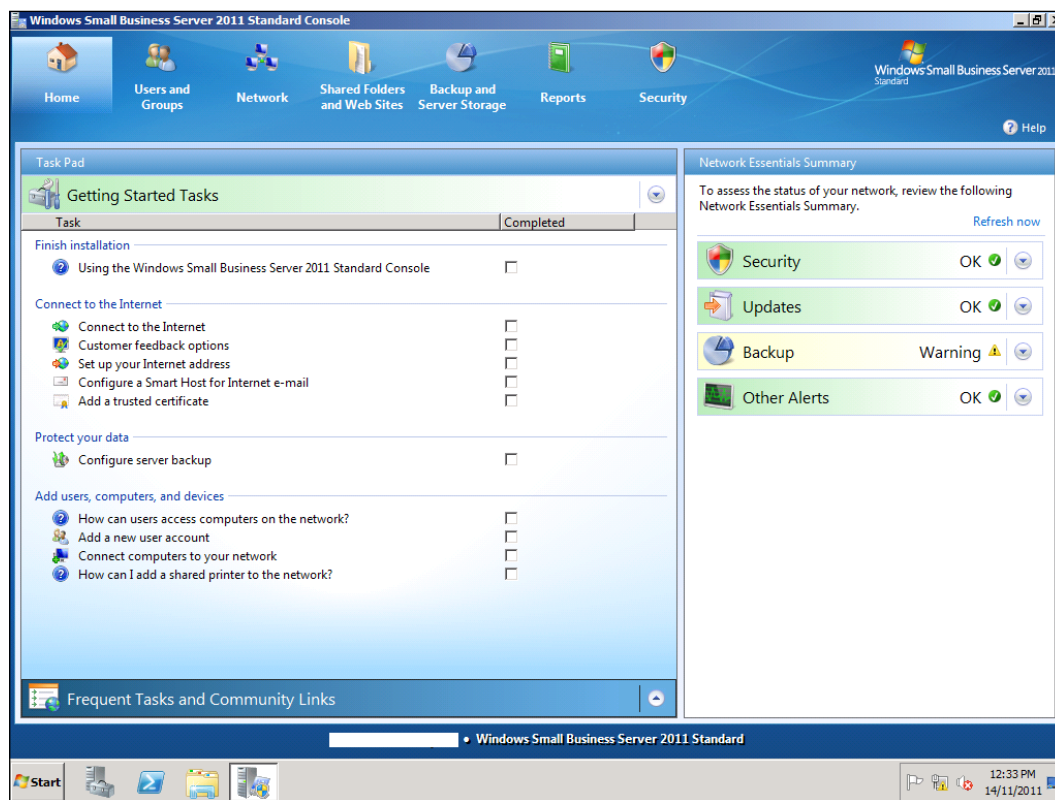 Windows Small Business Server 2011 Standard Console
Home
Users and
Groups
Network
Shared Folders
and Web Sites
Backup and
Server Storage
Reports
Security
Windows Small Business Server 2011
Standard
Help
Task Pad
Getting Started Tasks
Task Completed
Finish installation
Using the Windows Small Business Server 2011 Standard Console
Connect to the Internet
Connect to the Internet
Customer feedback options
Set up your Internet address
Configure a Smart Host for Internet e-mail
Add a trusted certificate
Protect your data
Configure server backup
Add users, computers, and devices
How can users access computers on the network?
Add a new user account
Connect computers to your network
How can I add a shared printer to the network?
Frequent Tasks and Community Links
Network Essentials Summary
To assess the status of your network, review the following
Network Essentials Summary.
Refresh now
Security OK
Updates OK
Backup Warning
Other Alerts OK
• Windows Small Business Server 2011 Standard
Start
12:33 PM
14/11/2011